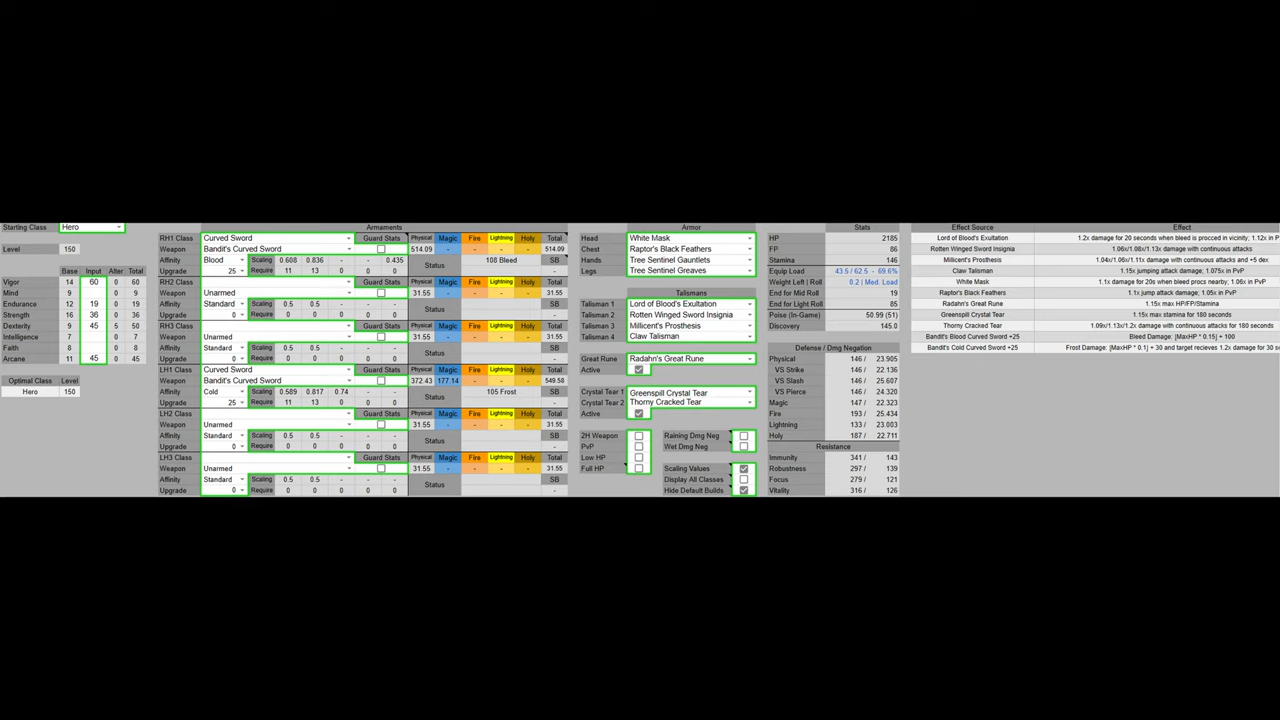 Starting Class Hero
Level 150
Base Input Alter Total
Vigor 14 60 0 60
Mind 9 0 9
Endurance 12 19 0 19
Strength 16 36 0 36
Dexterity 9 45 5 50
Intelligence 7 0 7
Faith 8 0 8
Arcane 11 45 0 45
Optimal Class Level
Hero 150
Armaments
RH1 Class Curved Sword Guard Stats Physical Magic Fire Lightning Holy Total
Weapon Bandit's Curved Sword 514.09 - - - - 514.09
Affinity Blood Scaling 0.608 0.836 - - 0.435 Status 108 Bleed SB
Upgrade 25 Require 11 13 0 0 0 -
RH2 Class Guard Stats Physical Magic Fire Lightning Holy Total
Weapon Unarmed 31.55 - - - - 31.55
Affinity Standard Scaling 0.5 0.5 - - - Status SB
Upgrade 0 Require 0 0 0 0 0 -
RH3 Class Guard Stats Physical Magic Fire Lightning Holy Total
Weapon Unarmed 31.55 - - - - 31.55
Affinity Standard Scaling 0.5 0.5 - - - Status SB
Upgrade 0 Require 0 0 0 0 0 -
LH1 Class Curved Sword Guard Stats Physical Magic Fire Lightning Holy Total
Weapon Bandit's Curved Sword 372.43 177.14 - - - 549.58
Affinity Cold Scaling 0.589 0.817 0.74 - - Status 105 Frost SB
Upgrade 25 Require 11 13 0 0 0 -
LH2 Class Guard Stats Physical Magic Fire Lightning Holy Total
Weapon Unarmed 31.55 - - - - 31.55
Affinity Standard Scaling 0.5 0.5 - - - Status SB
Upgrade 0 Require 0 0 0 0 0 -
LH3 Class Guard Stats Physical Magic Fire Lightning Holy Total
Weapon Unarmed 31.55 - - - - 31.55
Affinity Standard Scaling 0.5 0.5 - - - Status SB
Upgrade 0 Require 0 0 0 0 0 -
Armor
Head White Mask
Chest Raptor's Black Feathers
Hands Tree Sentinel Gauntlets
Legs Tree Sentinel Greaves
Talismans
Talisman 1 Lord of Blood's Exultation
Talisman 2 Rotten Winged Sword Insignia
Talisman 3 Millicent's Prosthesis
Talisman 4 Claw Talisman
Great Rune Radahn's Great Rune
Active
Crystal Tear 1 Greenspill Crystal Tear
Crystal Tear 2 Thorny Cracked Tear
Active
2H Weapon Raining Dmg Neg
PvP Wet Dmg Neg
Low HP
Full HP Scaling Values
Display All Classes
Hide Default Builds
Stats
HP 2185
FP 86
Stamina 146
Equip Load 43.5 / 62.5 - 69.6%
Weight Left | Roll 0.2 | Med. Load
End for Mid Roll 19
End for Light Roll 85
Poise (In-Game) 50.99 (51)
Discovery 145.0
Defense / Dmg Negation
Physical 146 / 23.905
VS Strike 146 / 22.136
VS Slash 146 / 25.607
VS Pierce 146 / 24.320
Magic 147 / 22.323
Fire 193 / 25.434
Lightning 133 / 23.003
Holy 187 / 22.711
Resistance
Immunity 341 / 143
Robustness 297 / 139
Focus 279 / 121
Vitality 316 / 126
Effect Source Effect
Lord of Blood's Exultation 1.2x damage for 20 seconds when bleed is procced in vicinity; 1.12x in P
Rotten Winged Sword Insignia 1.06x/1.08x/1.13x damage with continuous attacks
Millicent's Prosthesis 1.04x/1.06x/1.11x damage with continuous attacks and +5 dex
Claw Talisman 1.15x jumping attack damage; 1.075x in PvP
White Mask 1.1x damage for 20s when bleed procs nearby; 1.06x in PvP
Raptor's Black Feathers 1.1x jump attack damage; 1.05x in PvP
Radahn's Great Rune 1.15x max HP/FP/Stamina
Greenspill Crystal Tear 1.15x max stamina for 180 seconds
Thorny Cracked Tear 1.09x/1.13x/1.2x damage with continuous attacks for 180 seconds
Bandit's Blood Curved Sword +25 Bleed Damage: [MaxHP * 0.15] + 100
Bandit's Cold Curved Sword +25 Frost Damage: [MaxHP * 0.1] + 30 and target recieves 1.2x damage for 30 s